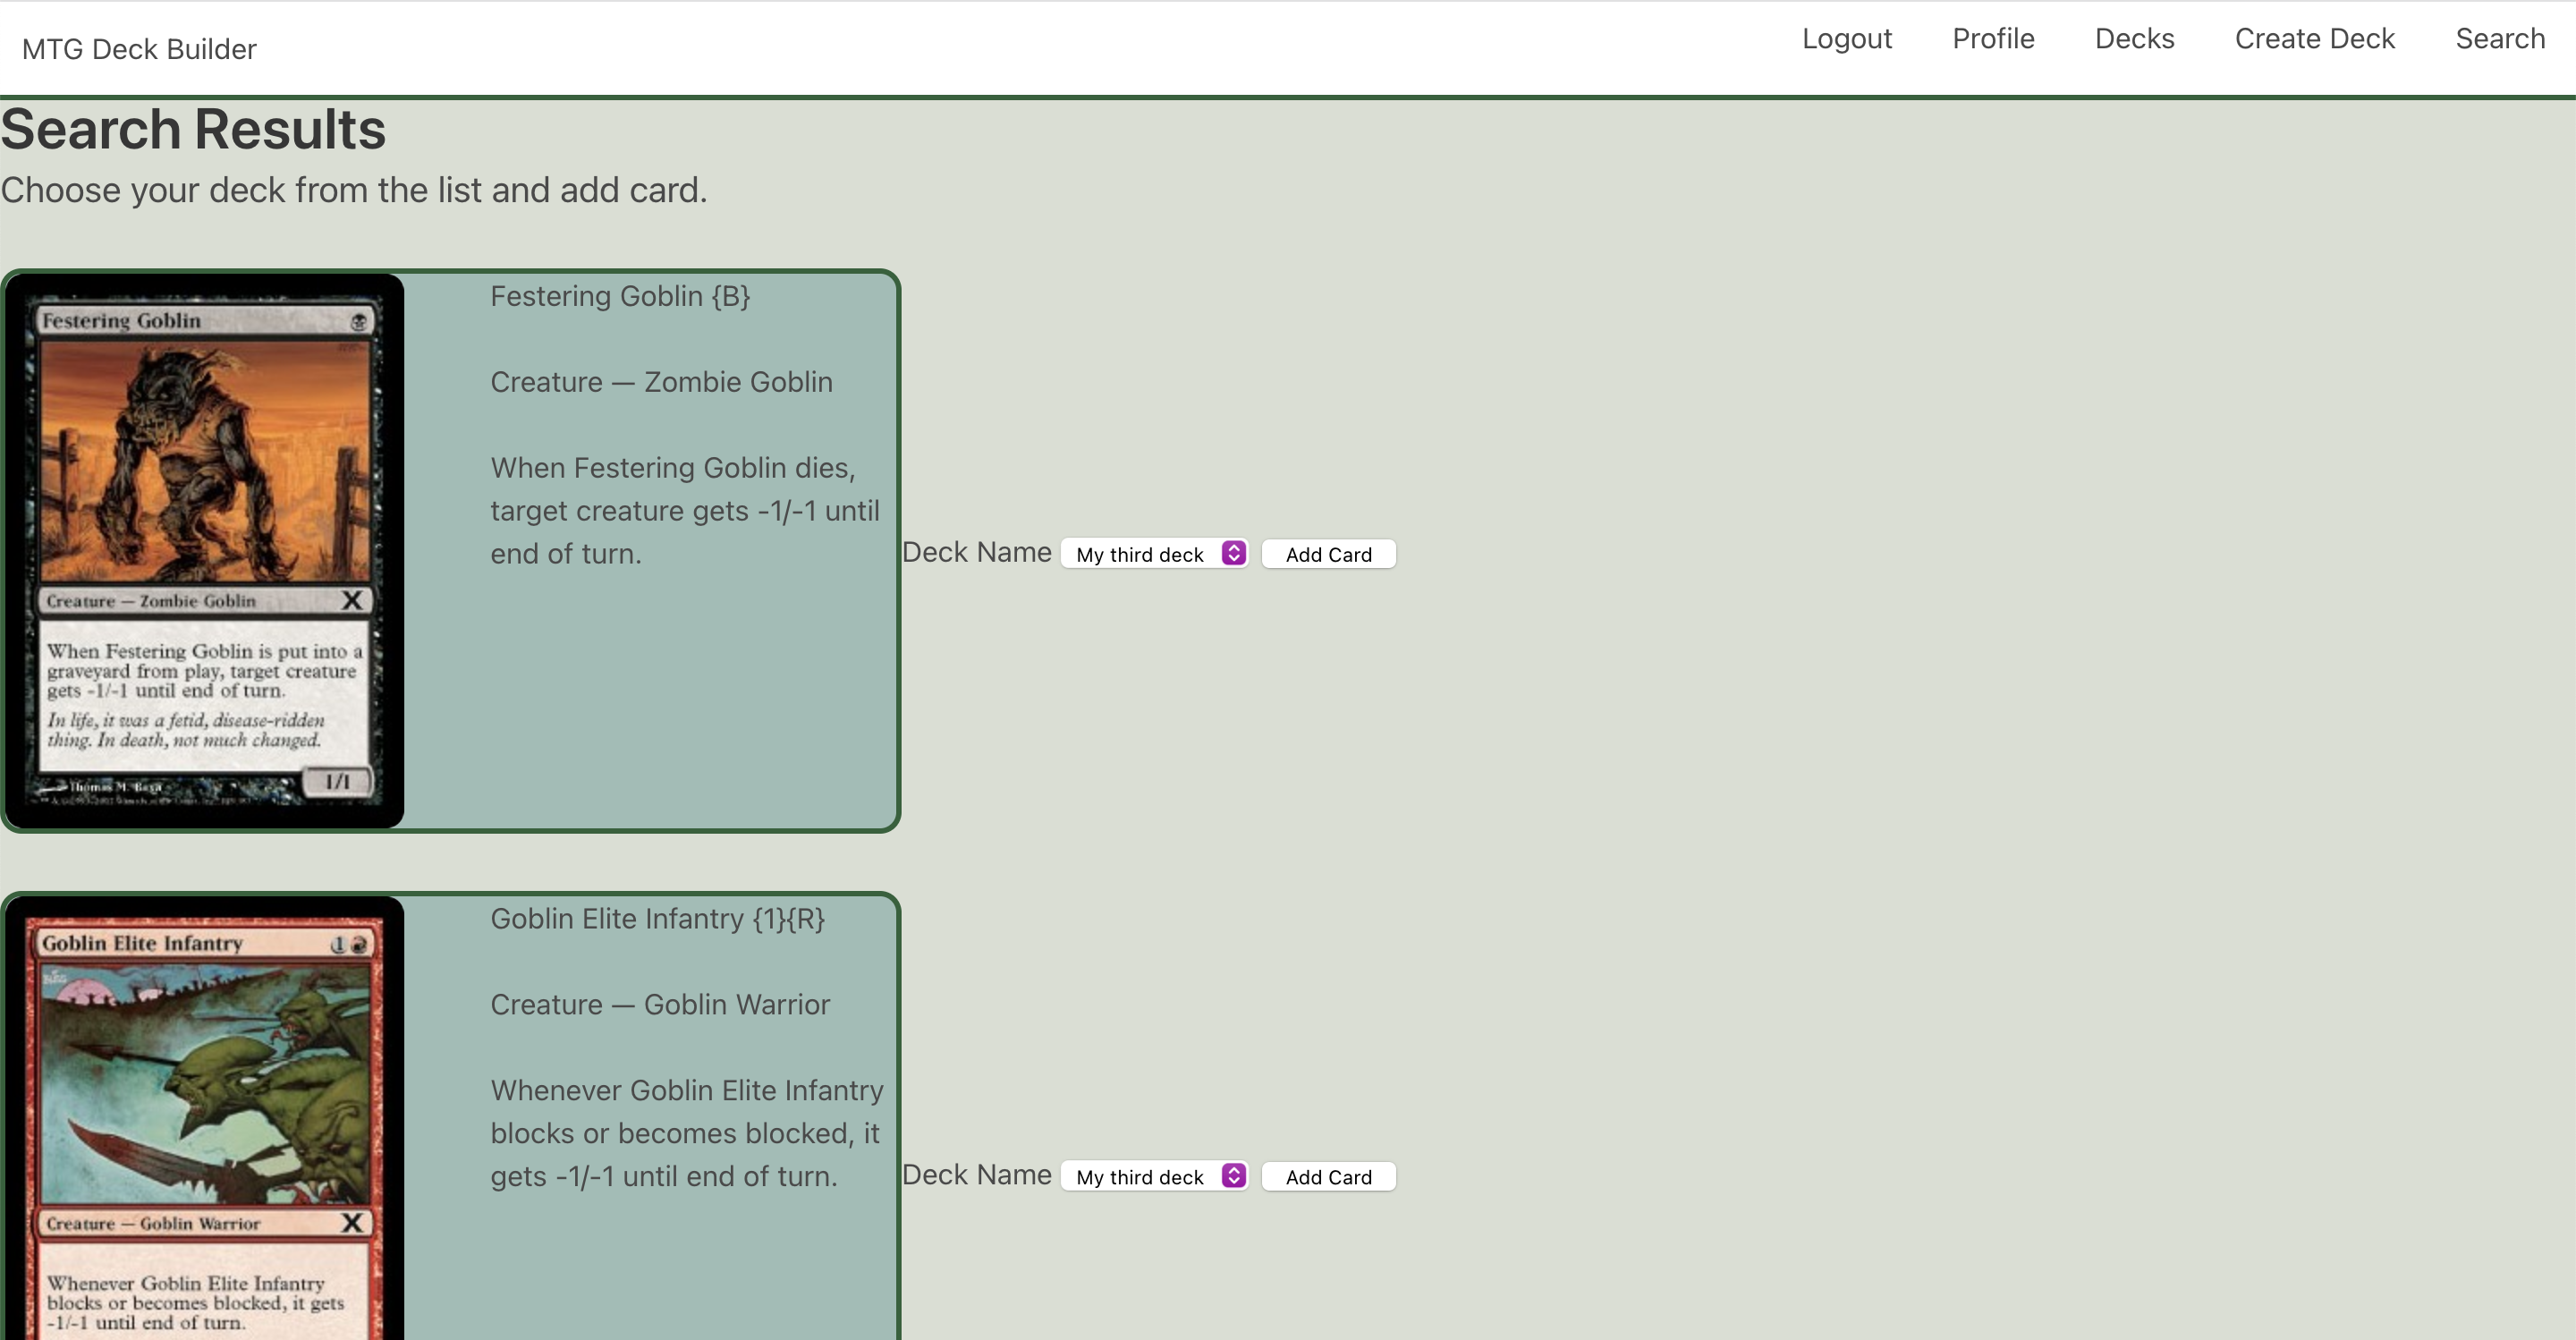 MTG Deck Builder
Logout Profile Decks Create Deck Search
Search Results
Choose your deck from the list and add card.
Festering Goblin
Creature — Zombie Goblin X
When Festering Goblin is put into a
graveyard from play, target creature
gets -1/-1 until end of turn.
In life, it was a fetid, disease-ridden
thing. In death, not much changed.
1/1
Thomas M. Baxa
Festering Goblin {B}
Creature — Zombie Goblin
When Festering Goblin dies,
target creature gets -1/-1 until
end of turn.
Deck Name My third deck Add Card
Goblin Elite Infantry 1
Creature — Goblin Warrior X
Whenever Goblin Elite Infantry
blocks or becomes blocked, it gets
-1/-1 until end of turn.
Goblin Elite Infantry {1}{R}
Creature — Goblin Warrior
Whenever Goblin Elite Infantry
blocks or becomes blocked, it
gets -1/-1 until end of turn.
Deck Name My third deck Add Card